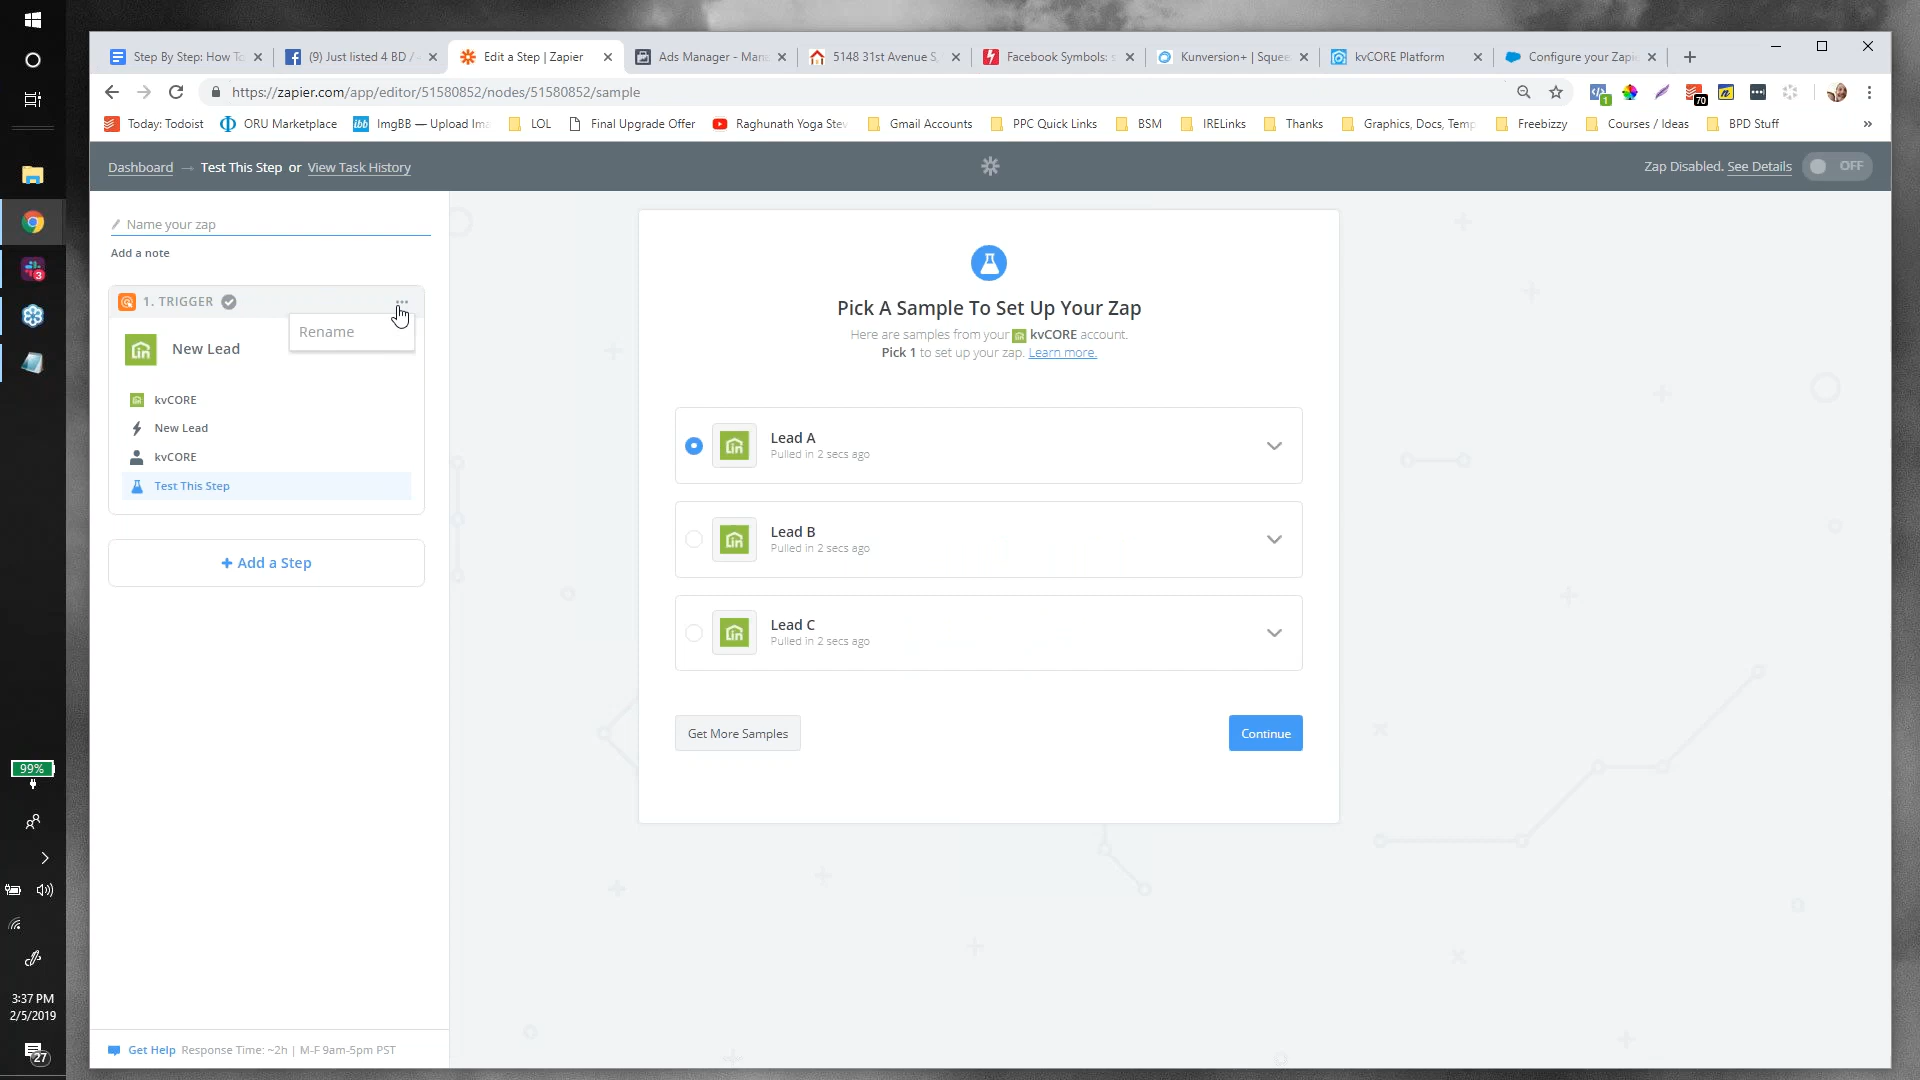 Step By Step: How To
(9) Just listed 4 BD /
Edit a Step | Zapier
Ads Manager - Mana
5148 31st Avenue S,
Facebook Symbols: s
Kunversion+ | Squee
kvCORE Platform
Configure your Zapie
https://zapier.com/app/editor/51580852/nodes/51580852/sample
1
70
Today: Todoist
ORU Marketplace
ibb
ImgBB — Upload Ima
LOL
Final Upgrade Offer
Raghunath Yoga Stev
Gmail Accounts
PPC Quick Links
BSM
IRELinks
Thanks
Graphics, Docs, Temp
Freebizzy
Courses / Ideas
BPD Stuff
»
Dashboard → Test This Step or View Task History
Zap Disabled. See Details
OFF
Name your zap
Add a note
1. TRIGGER
Rename
New Lead
kvCORE
New Lead
kvCORE
Test This Step
+ Add a Step
Pick A Sample To Set Up Your Zap
Here are samples from your kvCORE account.
Pick 1 to set up your zap. Learn more.
Lead A
Pulled in 2 secs ago
Lead B
Pulled in 2 secs ago
Lead C
Pulled in 2 secs ago
Get More Samples
Continue
Get Help Response Time: ~2h | M-F 9am-5pm PST
3
99%
3:37 PM
2/5/2019
27